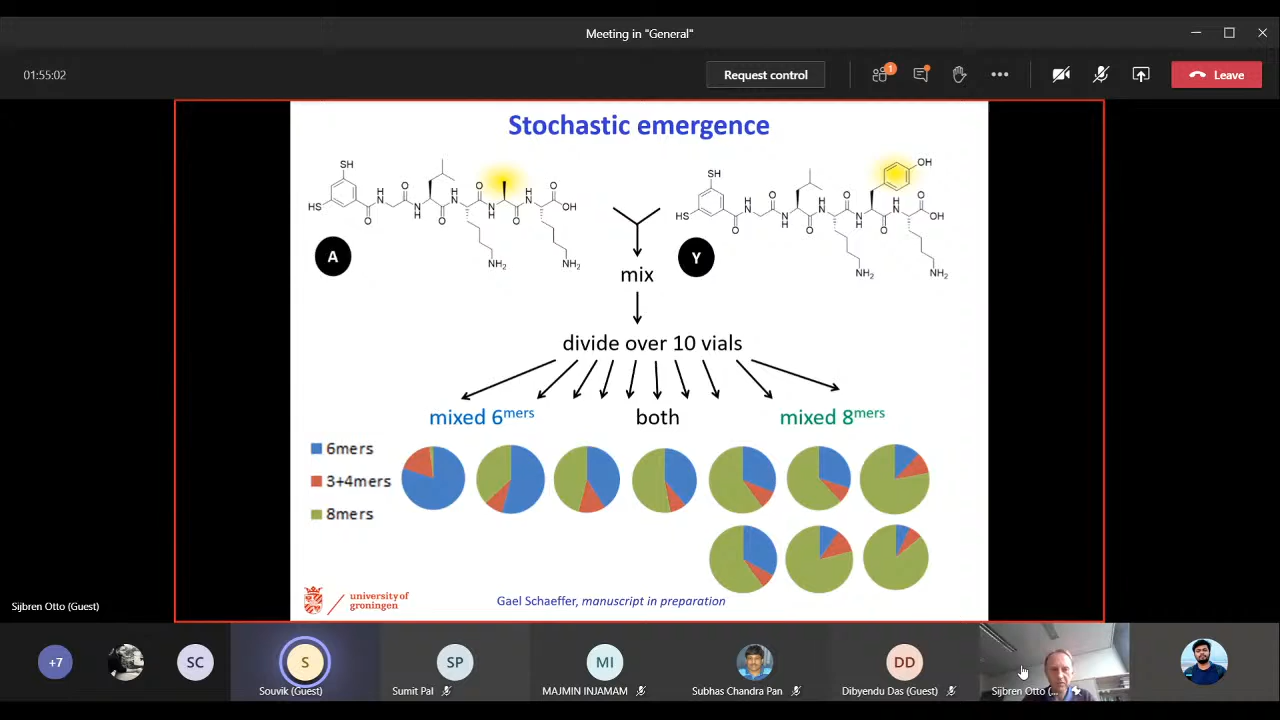 Meeting in "General"
01:55:02
Request control
1
Leave
Stochastic emergence
SH
HS
O
H
N
O
N
H
O
H
N
O
N
H
O
H
N
O
OH
NH2
NH2
A
SH
HS
O
H
N
O
N
H
O
H
N
O
N
H
O
H
N
O
OH
OH
NH2
NH2
Y
mix
divide over 10 vials
mixed 6mers
both
mixed 8mers
6mers
3+4mers
8mers
university of
groningen
Gael Schaeffer, manuscript in preparation
Sijbren Otto (Guest)
+7
SC
S
Souvik (Guest)
SP
Sumit Pal
MI
MAJMIN INJAMAM
Subhas Chandra Pan
DD
Dibyendu Das (Guest)
Sijbren Otto (...